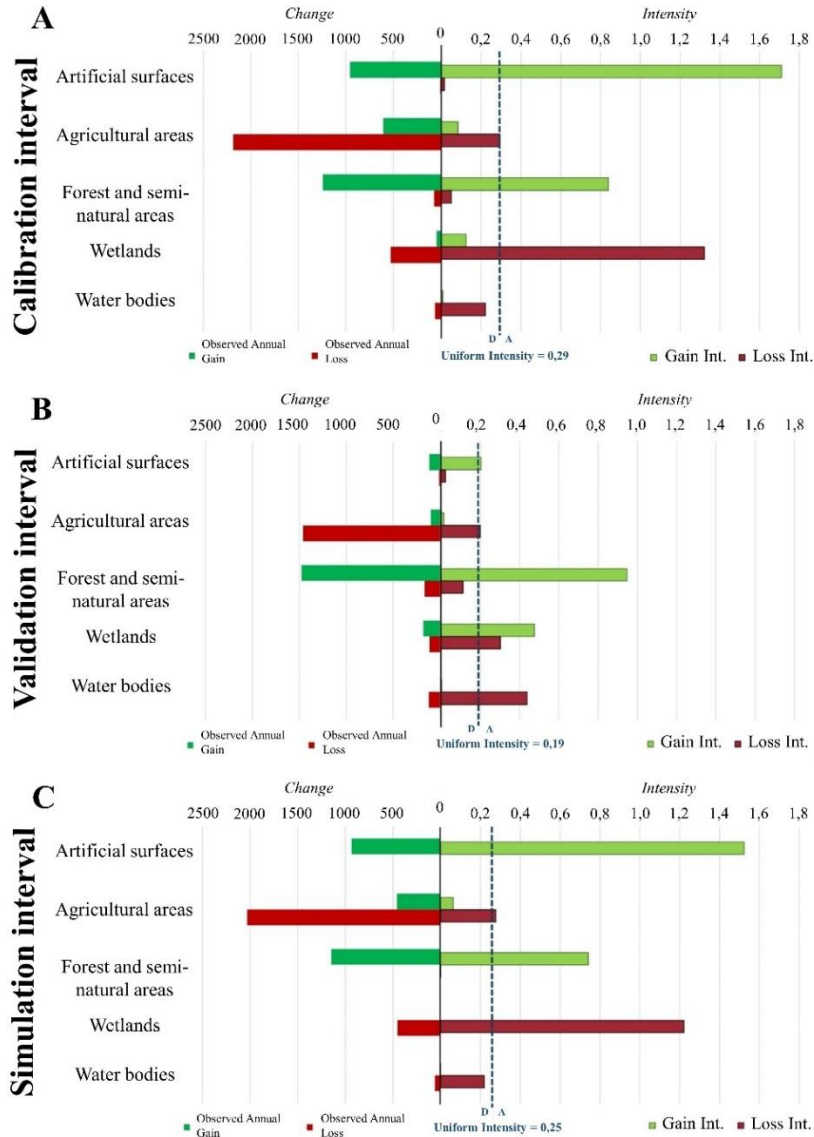 A
Calibration interval
Change Intensity
2500 2000 1500 1000 500 0 0,2 0,4 0,6 0,8 1,0 1,2 1,4 1,6 1,8
Artificial surfaces
Agricultural areas
Forest and semi-
natural areas
Wetlands
Water bodies
D A
Observed Annual
Gain
Observed Annual
Loss
Uniform Intensity = 0,29
Gain Int. Loss Int.
B
Validation interval
Change Intensity
2500 2000 1500 1000 500 0 0,2 0,4 0,6 0,8 1,0 1,2 1,4 1,6 1,8
Artificial surfaces
Agricultural areas
Forest and semi-
natural areas
Wetlands
Water bodies
D A
Observed Annual
Gain
Observed Annual
Loss
Uniform Intensity = 0,19
Gain Int. Loss Int.
C
Simulation interval
Change Intensity
2500 2000 1500 1000 500 0 0,2 0,4 0,6 0,8 1,0 1,2 1,4 1,6 1,8
Artificial surfaces
Agricultural areas
Forest and semi-
natural areas
Wetlands
Water bodies
D A
Observed Annual
Gain
Observed Annual
Loss
Uniform Intensity = 0,25
Gain Int. Loss Int.